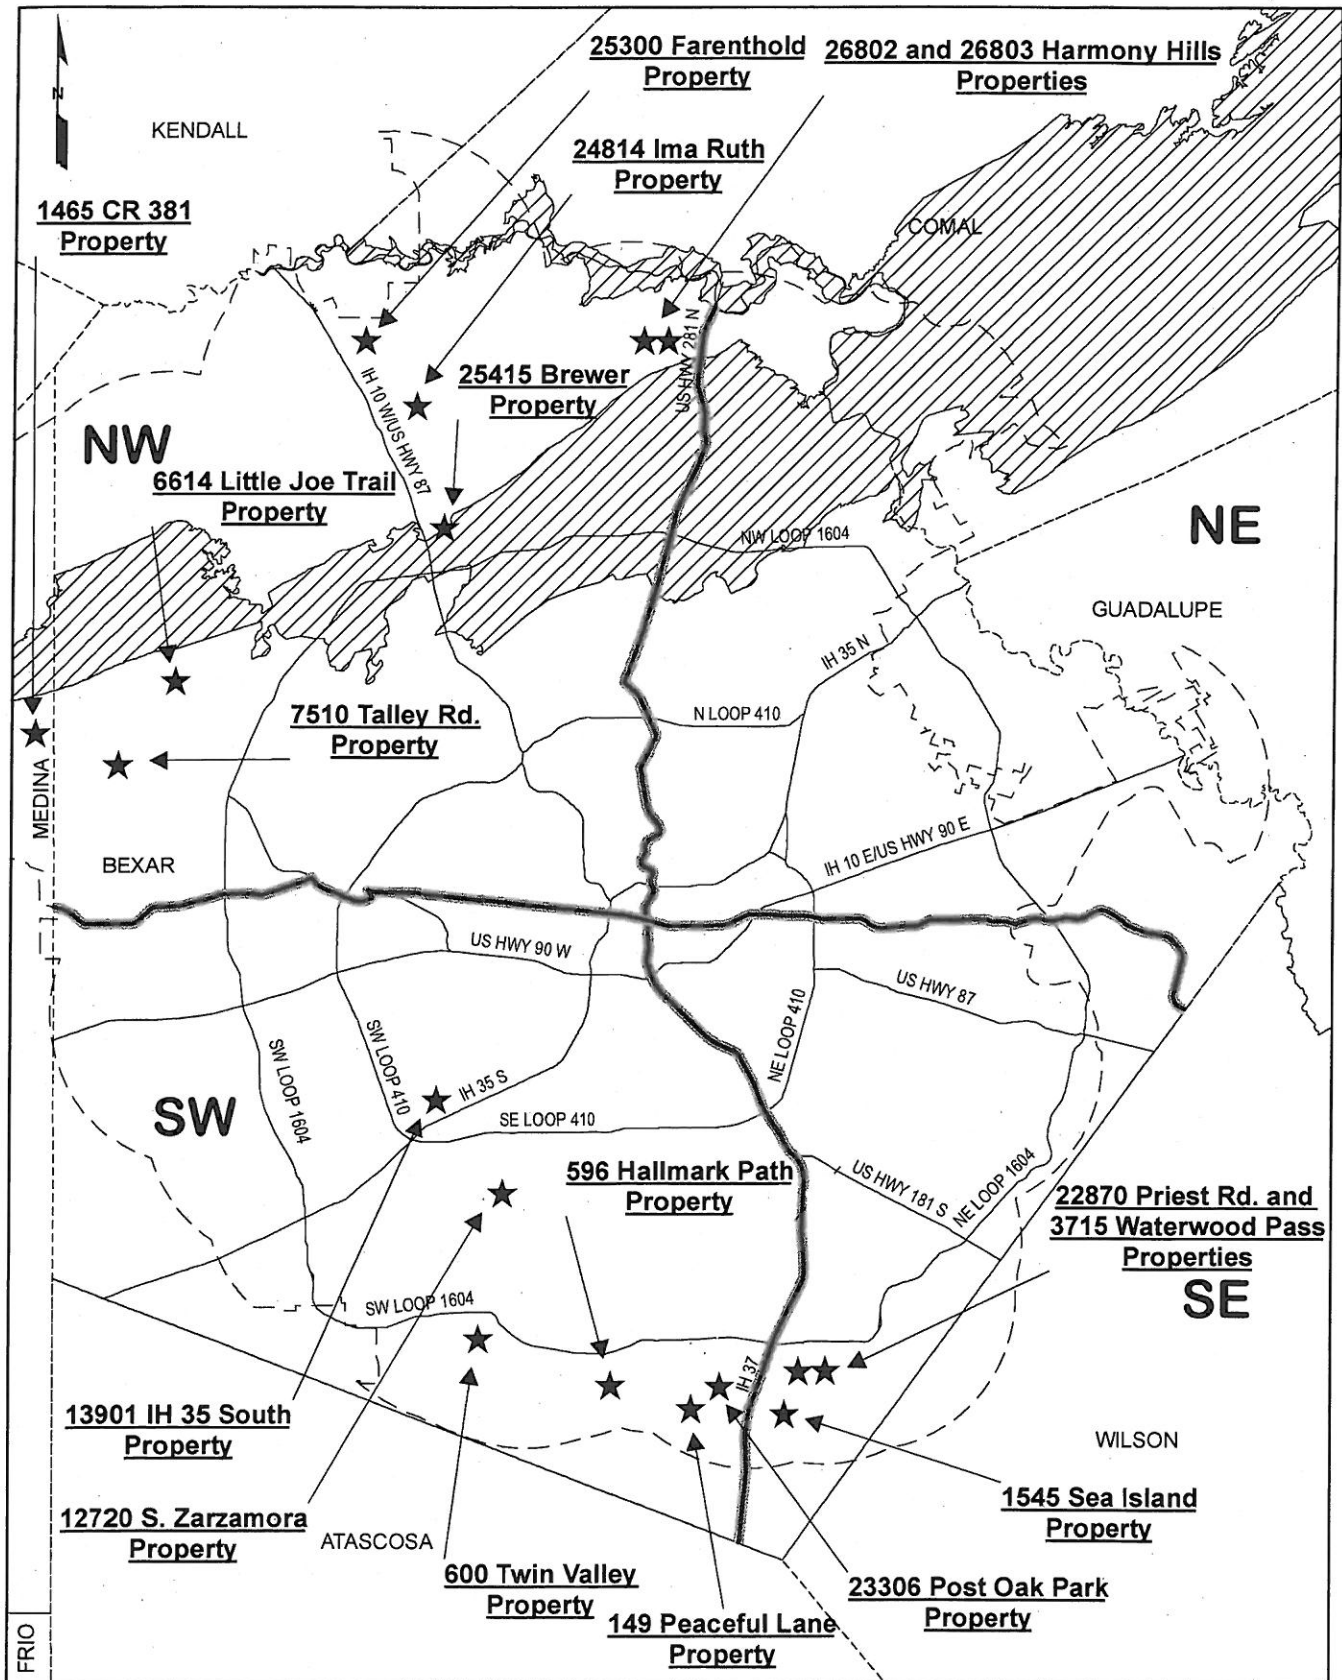 25300 Farenthold
Property
26802 and 26803 Harmony Hills
Properties
N
KENDALL
24814 Ima Ruth
Property
1465 CR 381
Property
COMAL
US HWY 281 N
25415 Brewer
Property
IH 10 W/US HWY 87
NW
6614 Little Joe Trail
Property
NW LOOP 1604
NE
GUADALUPE
IH 35 N
7510 Talley Rd.
Property
N LOOP 410
MEDINA
BEXAR
IH 10 E/US HWY 90 E
US HWY 90 W
US HWY 87
SW LOOP 1604
SW LOOP 410
NE LOOP 410
IH 35 S
SW
SE LOOP 410
596 Hallmark Path
Property
US HWY 181 S
NE LOOP 1604
22870 Priest Rd. and
3715 Waterwood Pass
Properties
SE
SW LOOP 1604
IH 37
13901 IH 35 South
Property
WILSON
1545 Sea Island
Property
12720 S. Zarzamora
Property
ATASCOSA
600 Twin Valley
Property
23306 Post Oak Park
Property
149 Peaceful Lane
Property
FRIO